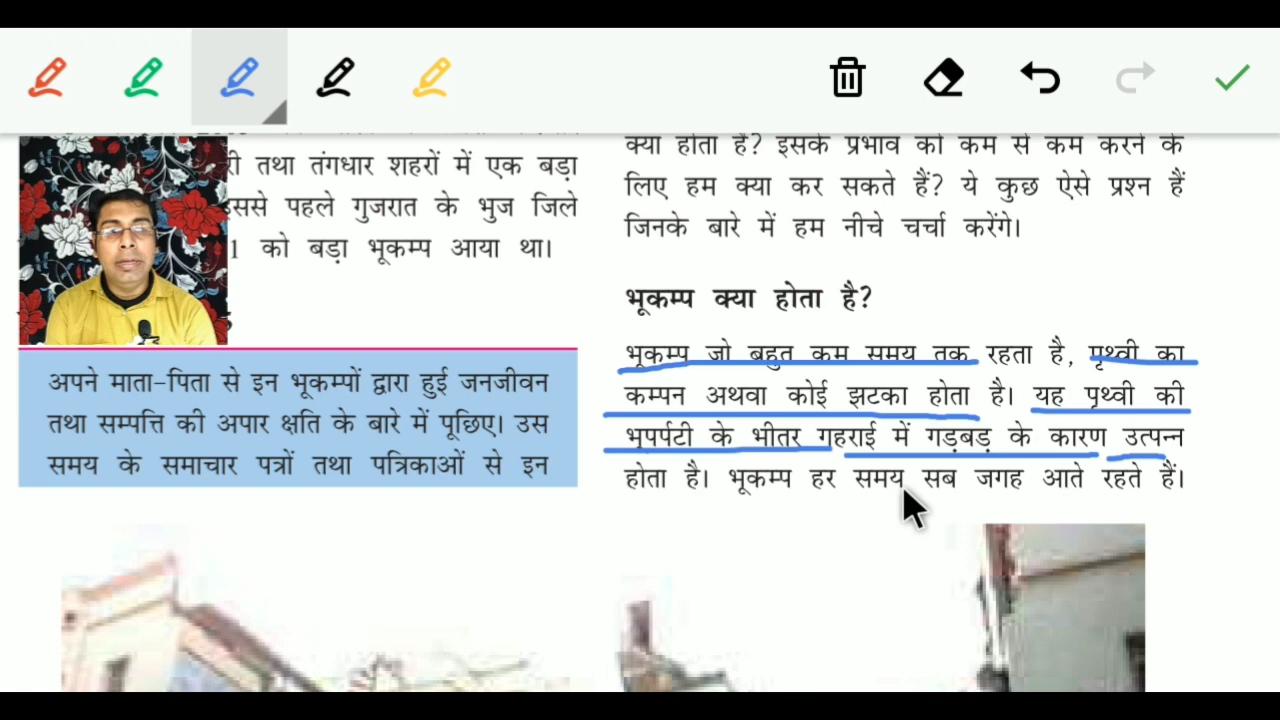 री तथा तंगधार शहरों में एक बड़ा
ससे पहले गुजरात के भुज जिले
1 को बड़ा भूकम्प आया था।
अपने माता-पिता से इन भूकम्पों द्वारा हुई जनजीवन
तथा सम्पत्ति की अपार क्षति के बारे में पूछिए। उस
समय के समाचार पत्रों तथा पत्रिकाओं से इन
क्या होता है? इसके प्रभाव को कम से कम करने के
लिए हम क्या कर सकते हैं? ये कुछ ऐसे प्रश्न हैं
जिनके बारे में हम नीचे चर्चा करेंगे।
भूकम्प क्या होता है?
भूकम्प जो बहुत कम समय तक रहता है, पृथ्वी का
कम्पन अथवा कोई झटका होता है। यह पृथ्वी की
भूपर्पटी के भीतर गहराई में गड़बड़ के कारण उत्पन्न
होता है। भूकम्प हर समय सब जगह आते रहते हैं।